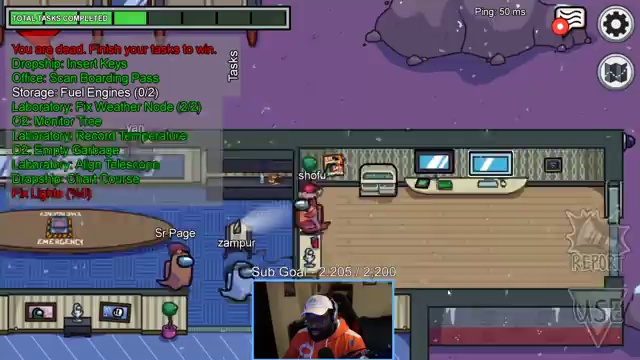 TOTAL TASKS COMPLETED
Ping: 50 ms
You are dead. Finish your tasks to win.
Dropship: Insert Keys
Office: Scan Boarding Pass
Storage: Fuel Engines (0/2)
Laboratory: Fix Weather Node (2/2)
O2: Monitor Tree
Laboratory: Record Temperature
O2: Empty Garbage
Laboratory: Align Telescope
Dropship: Chart Course
Tasks
shofu
EMERGENCY
Sr Page
zampur
REPORT
Sub Goal - 2.205 / 2.200
USE